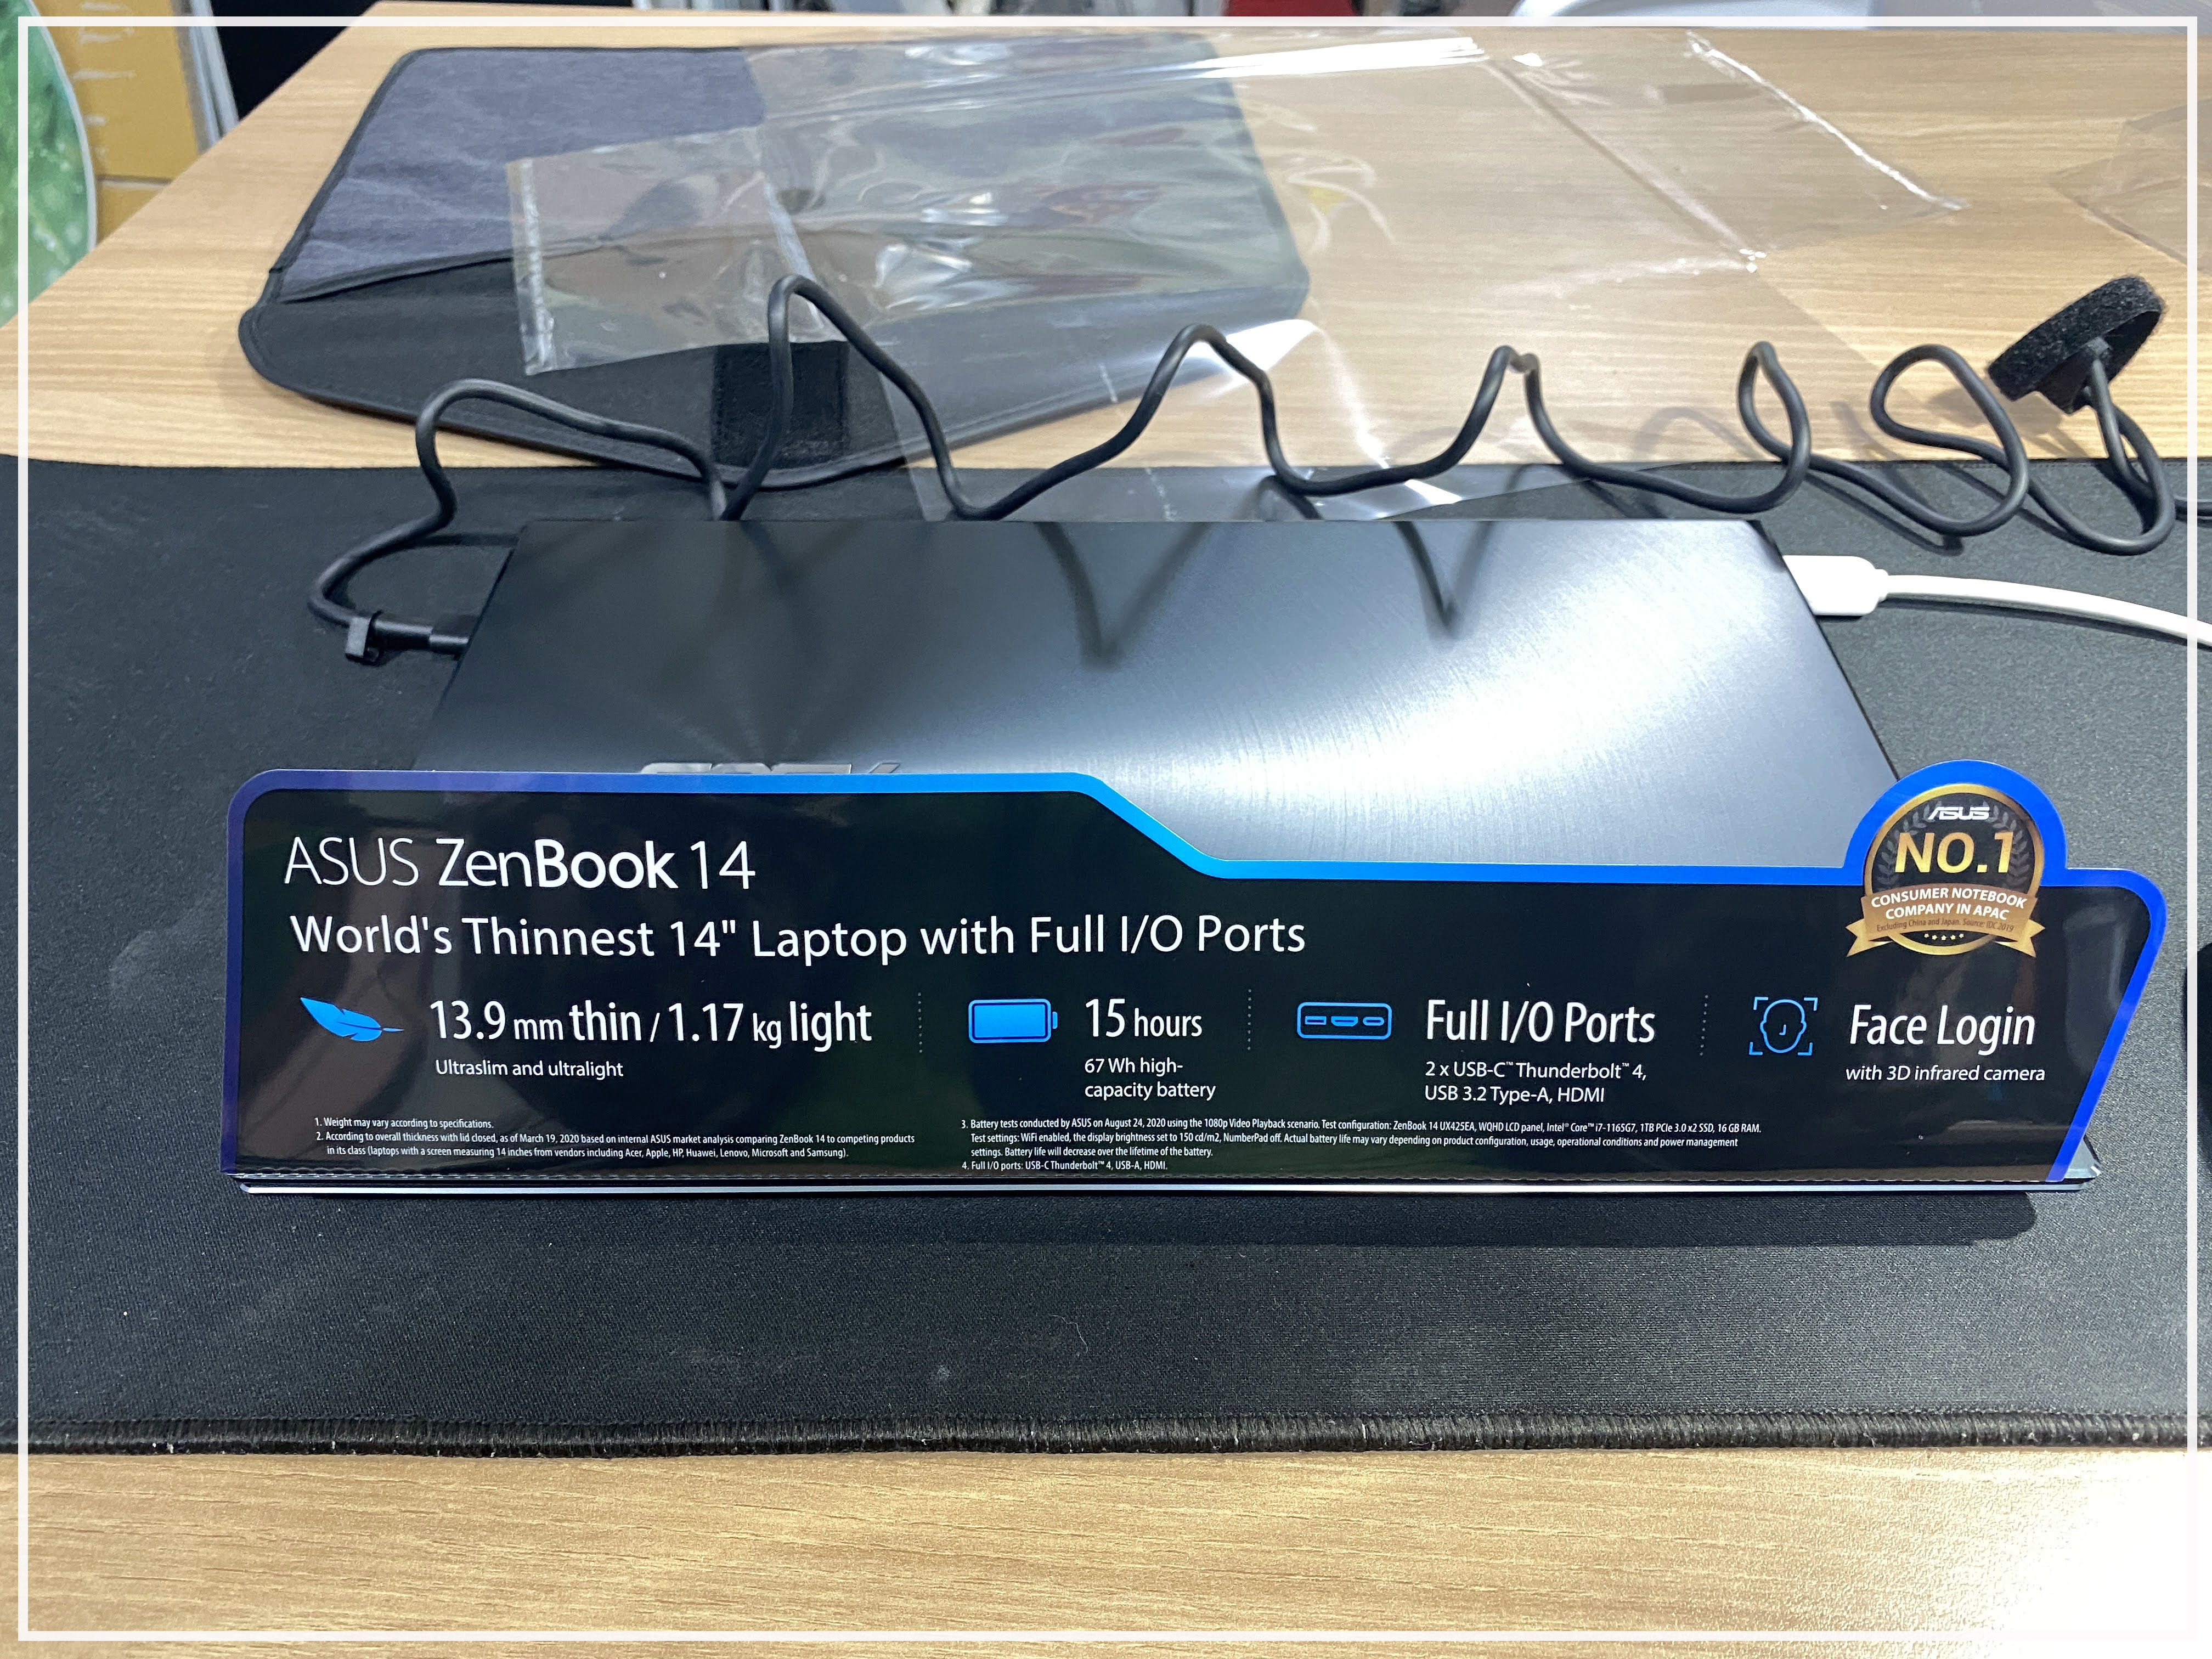 ASUS ZenBook 14
World's Thinnest 14" Laptop with Full I/O Ports
ASUS
NO.1
CONSUMER NOTEBOOK
COMPANY IN APAC
Excluding China and Japan. Source: IDC 2019
13.9 mm thin / 1.17 kg light
Ultraslim and ultralight
15 hours
67 Wh high-
capacity battery
Full I/O Ports
2 x USB-C™ Thunderbolt™ 4,
USB 3.2 Type-A, HDMI
Face Login
with 3D infrared camera
1. Weight may vary according to specifications.
2. According to overall thickness with lid closed, as of March 19, 2020 based on internal ASUS market analysis comparing ZenBook 14 to competing products
in its class (laptops with a screen measuring 14 inches from vendors including Acer, Apple, HP, Huawei, Lenovo, Microsoft and Samsung).
3. Battery tests conducted by ASUS on August 24, 2020 using the 1080p Video Playback scenario. Test configuration: ZenBook 14 UX425EA, WQHD LCD panel, Intel® Core™ i7-1165G7, 1TB PCIe 3.0 x2 SSD, 16 GB RAM.
Test settings: WiFi enabled, the display brightness set to 150 cd/m2, NumberPad off. Actual battery life may vary depending on product configuration, usage, operational conditions and power management
settings. Battery life will decrease over the lifetime of the battery.
4. Full I/O ports: USB-C Thunderbolt™ 4, USB-A, HDMI.